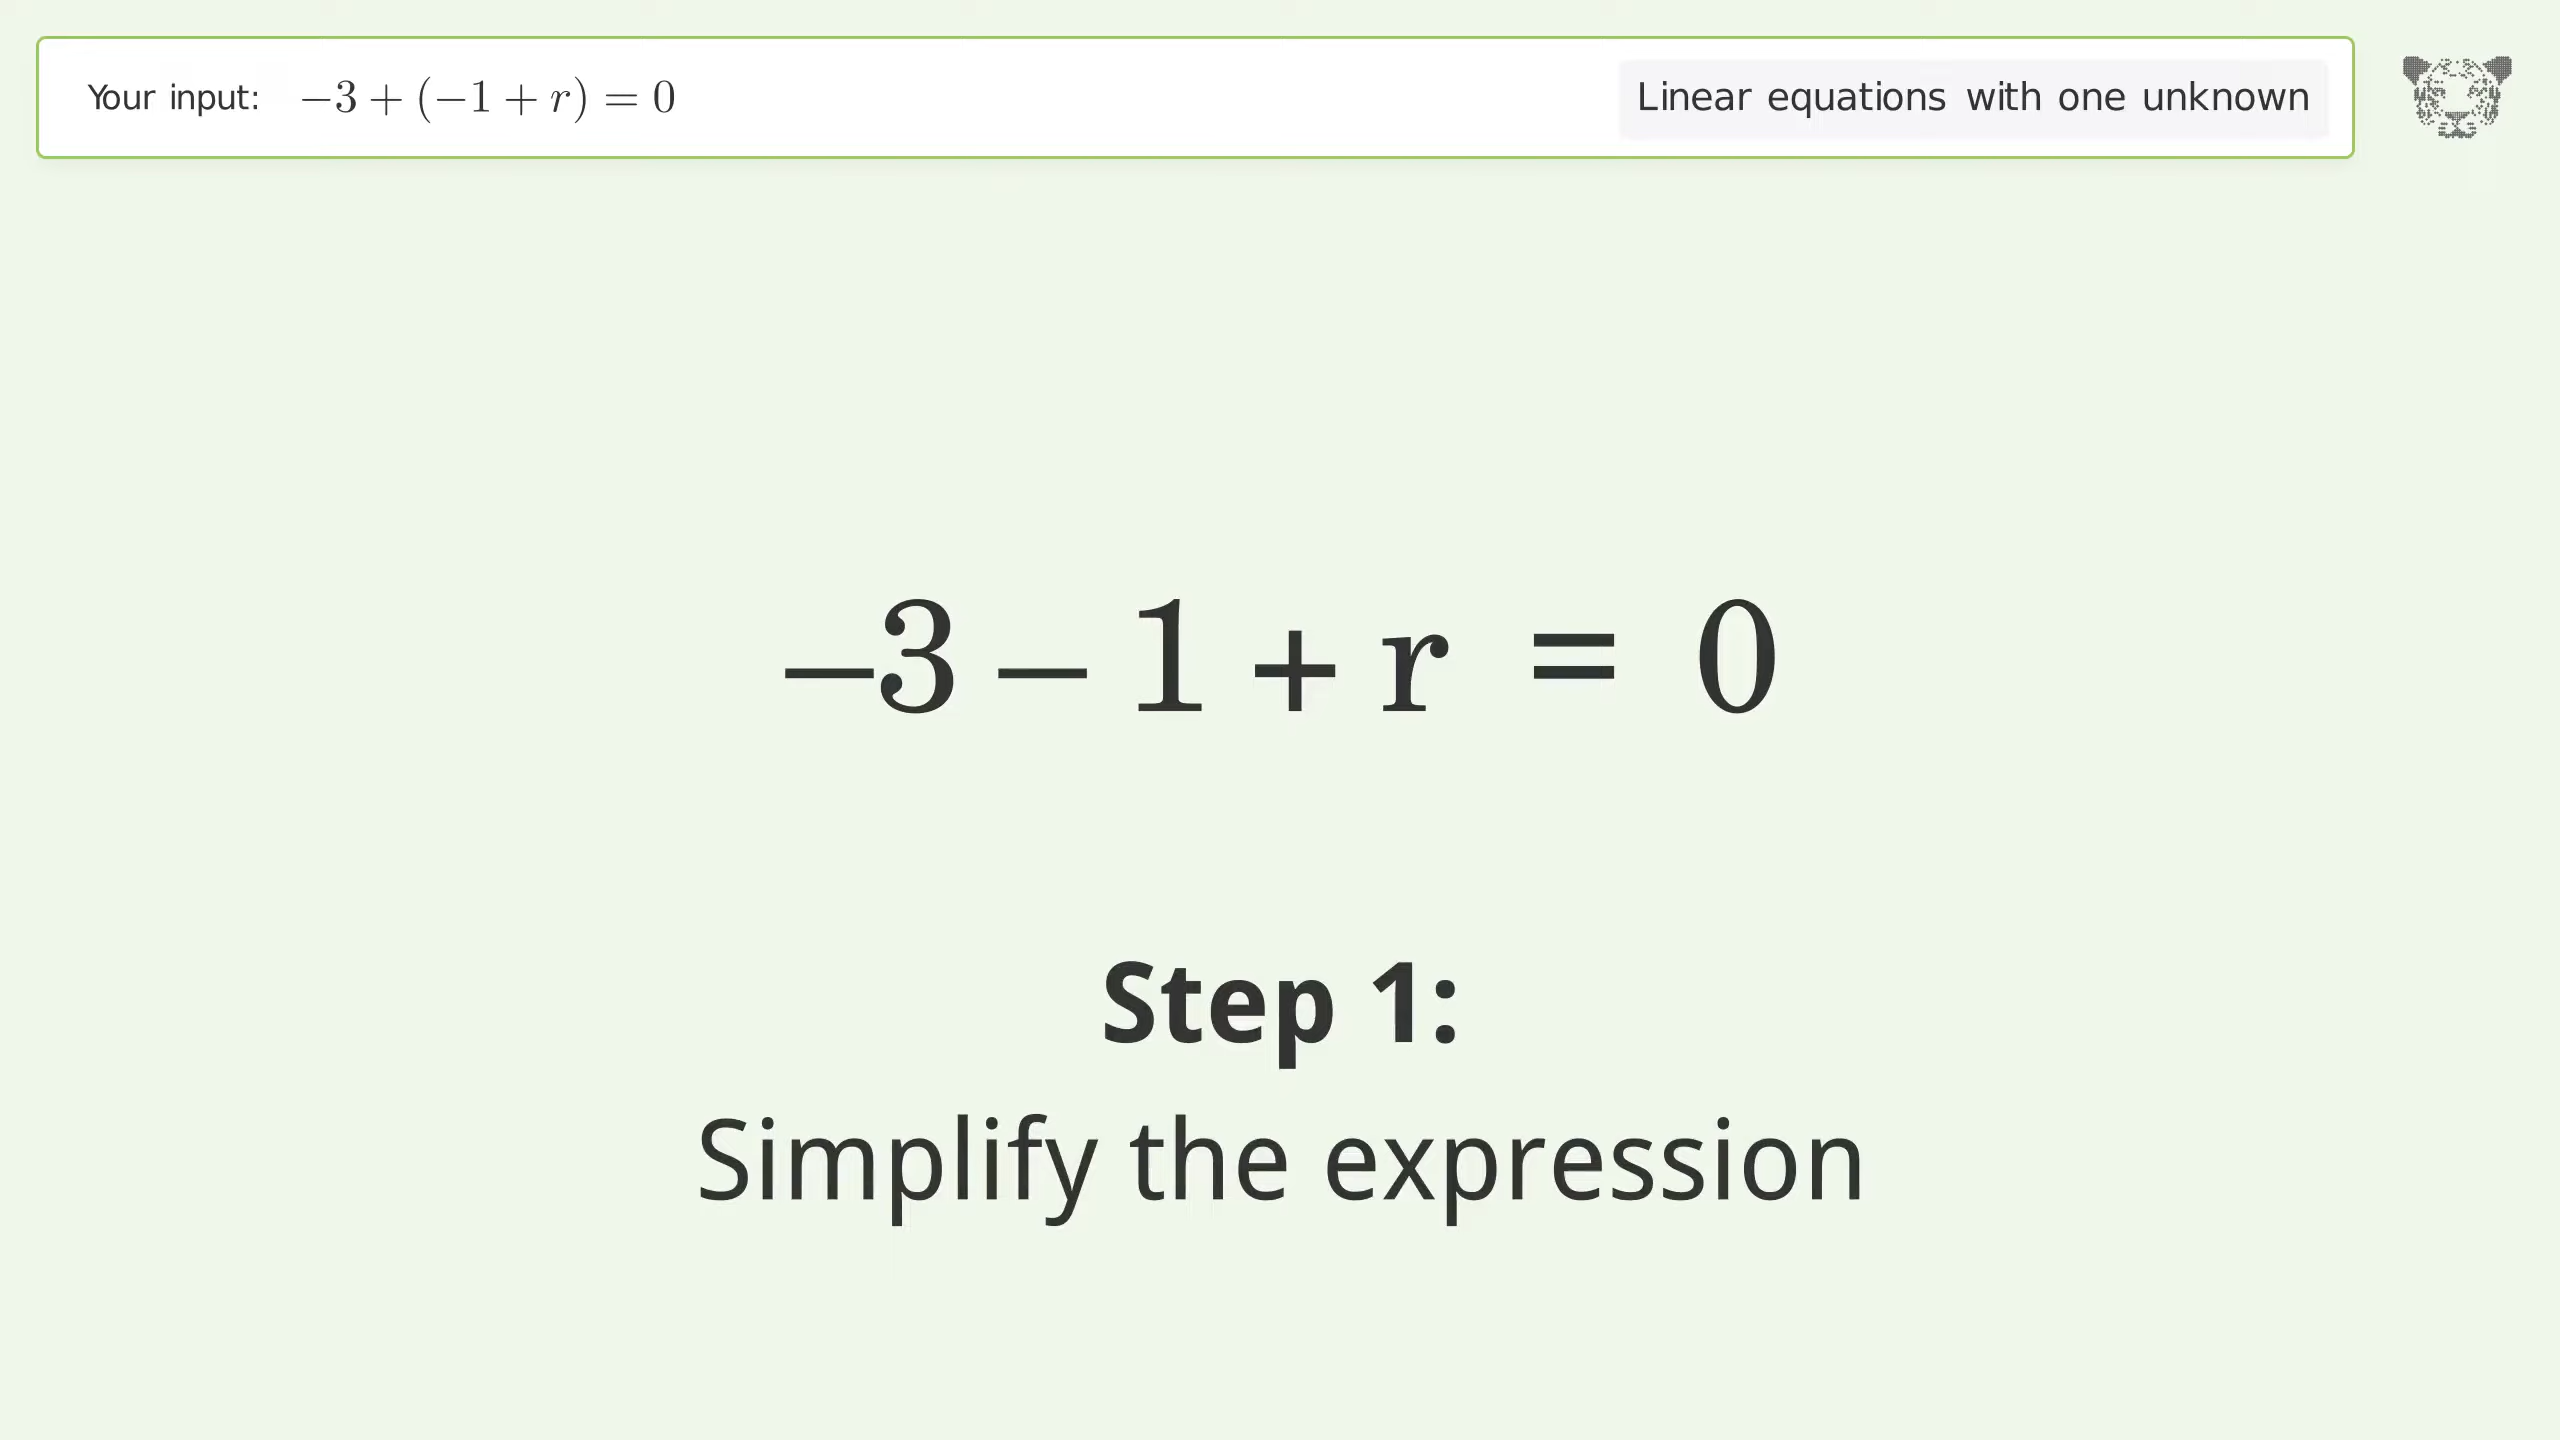 Your input: −3 + (−1 + r) = 0
Linear equations with one unknown
−3 − 1 + r = 0
Step 1:
Simplify the expression